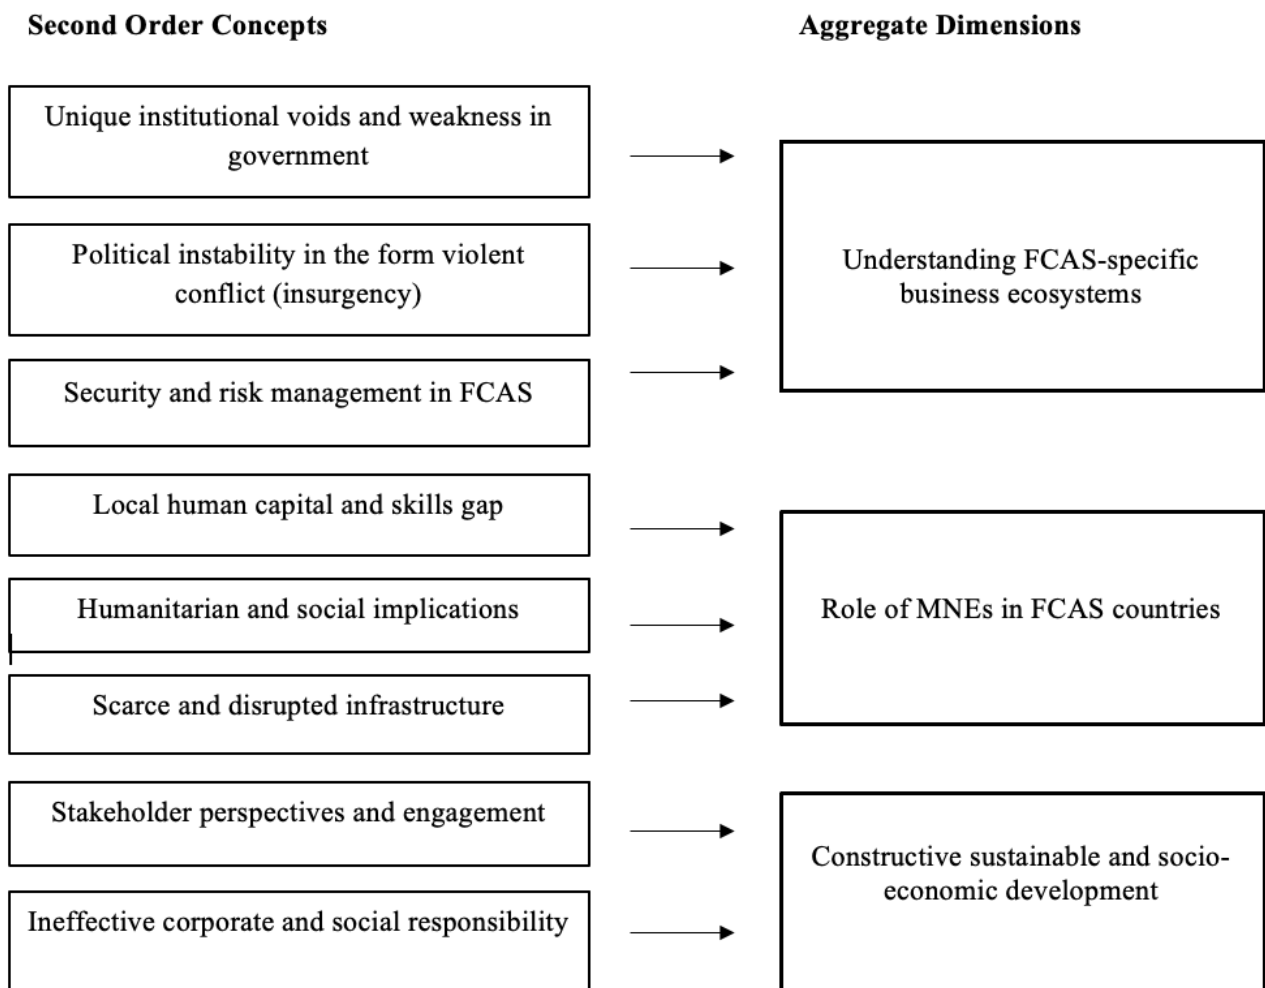 Second Order Concepts
Aggregate Dimensions
Unique institutional voids and weakness in
government
Political instability in the form violent
conflict (insurgency)
Security and risk management in FCAS
Understanding FCAS-specific
business ecosystems
Local human capital and skills gap
Humanitarian and social implications
Scarce and disrupted infrastructure
Role of MNEs in FCAS countries
Stakeholder perspectives and engagement
Ineffective corporate and social responsibility
Constructive sustainable and socio-
economic development